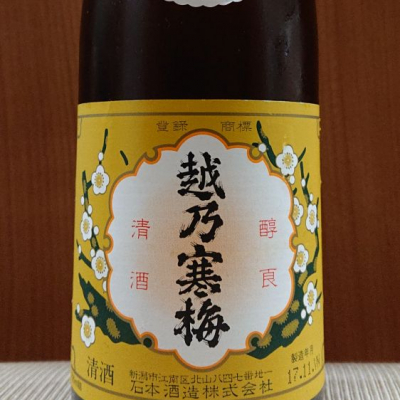 登録 商標
越乃寒梅
醇良
清酒
清酒
新潟市江南区北山八四七番地一
石本酒造株式会社
製造年月
17.11